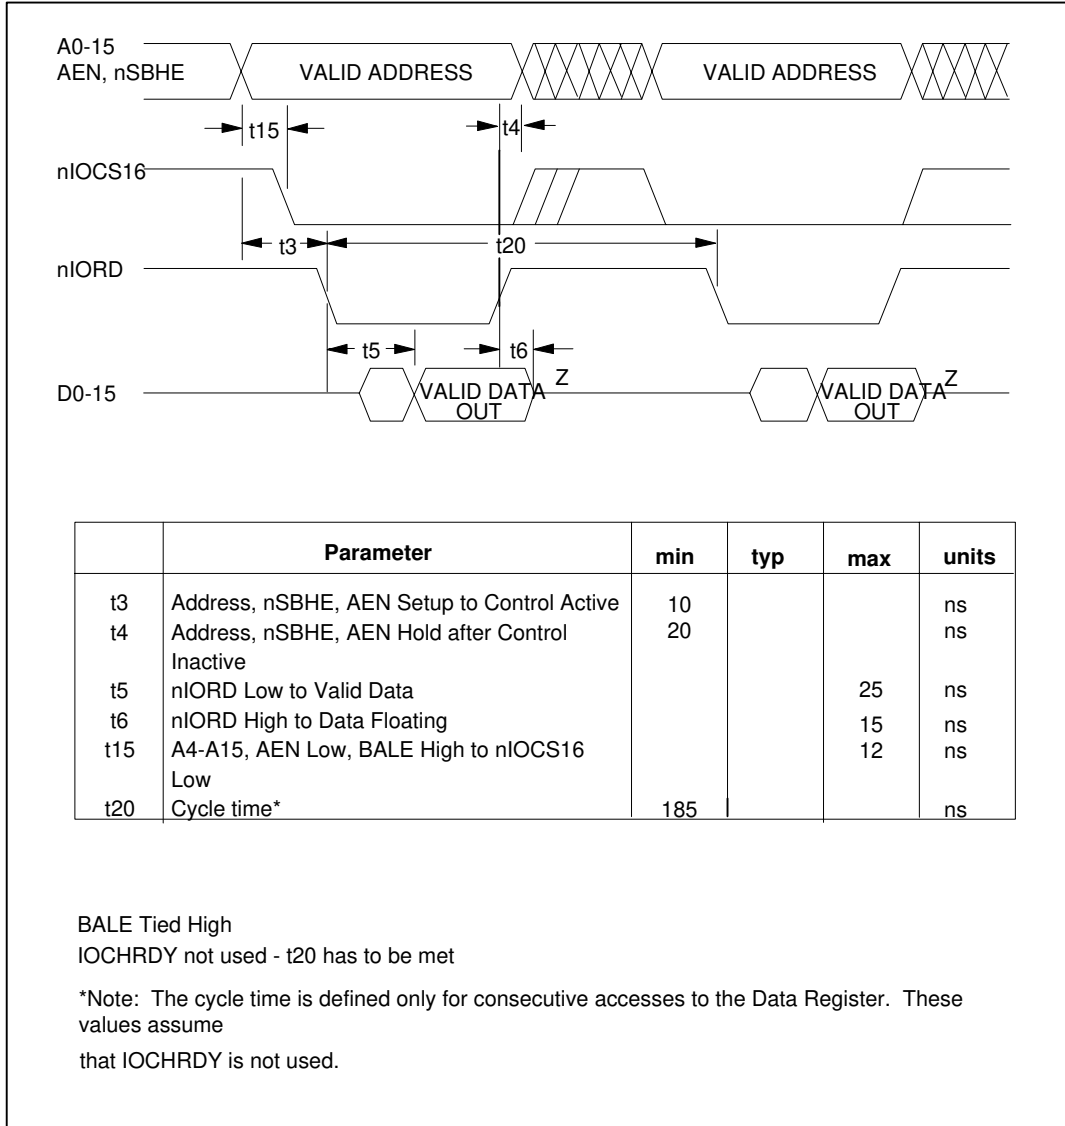 A0-15
AEN, nSBHE
VALID ADDRESS
VALID ADDRESS
t15
t4
nIOCS16
t3
t20
nIORD
t5
t6
D0-15
VALID DATA
OUT
Z
VALID DATA
OUT
Z
Parameter min typ max units
t3 Address, nSBHE, AEN Setup to Control Active 10 ns
t4 Address, nSBHE, AEN Hold after Control 20 ns
Inactive
t5 nIORD Low to Valid Data 25 ns
t6 nIORD High to Data Floating 15 ns
t15 A4-A15, AEN Low, BALE High to nIOCS16 12 ns
Low
t20 Cycle time* 185 ns
BALE Tied High
IOCHRDY not used - t20 has to be met
*Note: The cycle time is defined only for consecutive accesses to the Data Register. These
values assume
that IOCHRDY is not used.